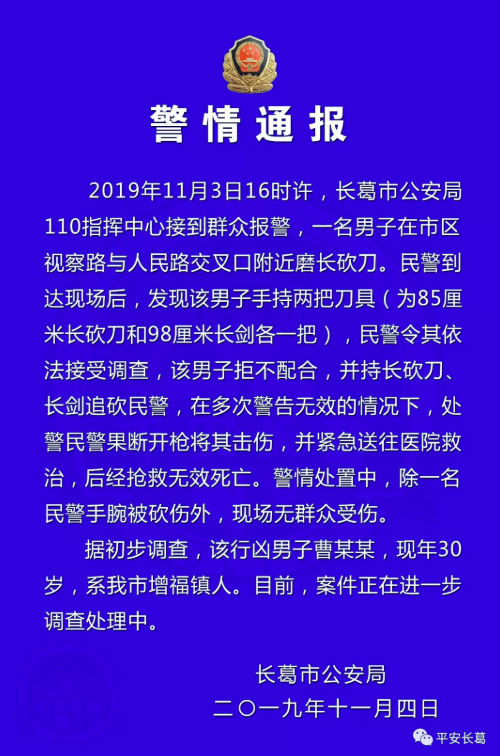 警情通报
2019年11月3日16时许，长葛市公安局
110指挥中心接到群众报警，一名男子在市区
视察路与人民路交叉口附近磨长砍刀。民警到
达现场后，发现该男子手持两把刀具（为85厘
米长砍刀和98厘米长剑各一把），民警令其依
法接受调查，该男子拒不配合，并持长砍刀、
长剑追砍民警，在多次警告无效的情况下，处
警民警果断开枪将其击伤，并紧急送往医院救
治，后经抢救无效死亡。警情处置中，除一名
民警手腕被砍伤外，现场无群众受伤。
据初步调查，该行凶男子曹某某，现年30
岁，系我市增福镇人。目前，案件正在进一步
调查处理中。
长葛市公安局
二〇一九年十一月四日
平安长葛